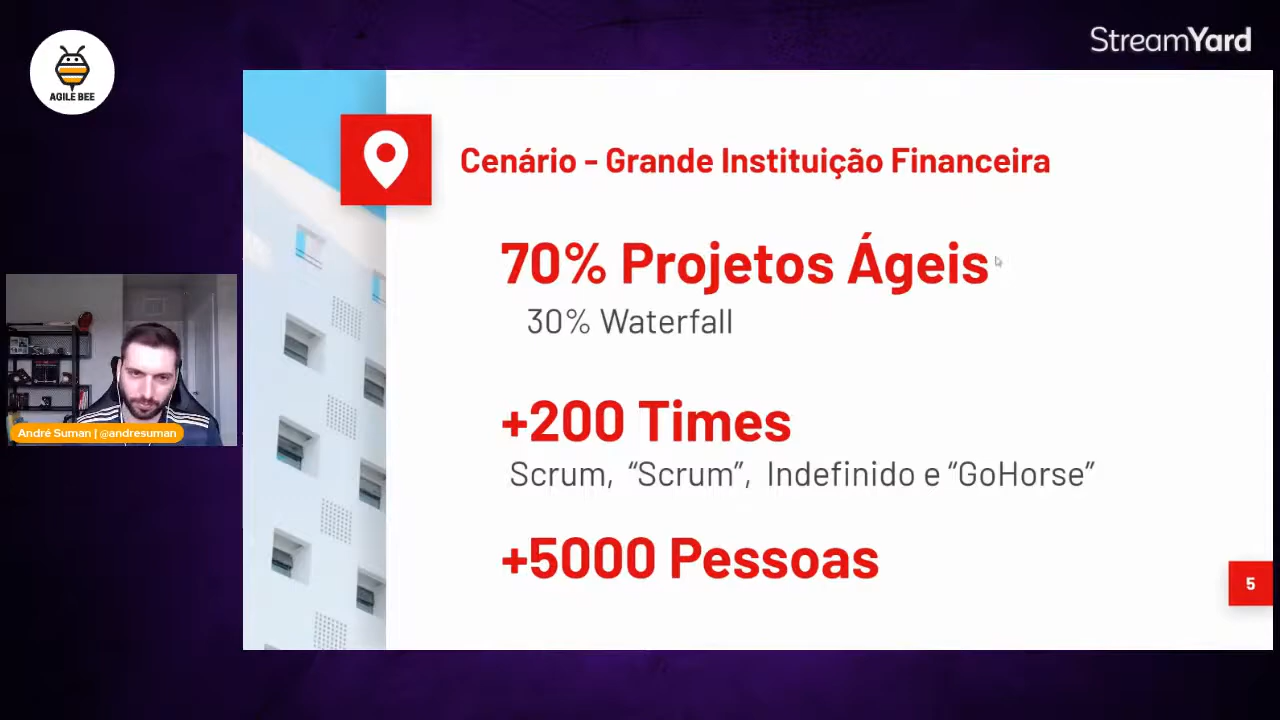 AGILE BEE
StreamYard
Cenário - Grande Instituição Financeira
70% Projetos Ágeis
30% Waterfall
+200 Times
Scrum, “Scrum”, Indefinido e “GoHorse”
+5000 Pessoas
5
André Suman | @andresuman